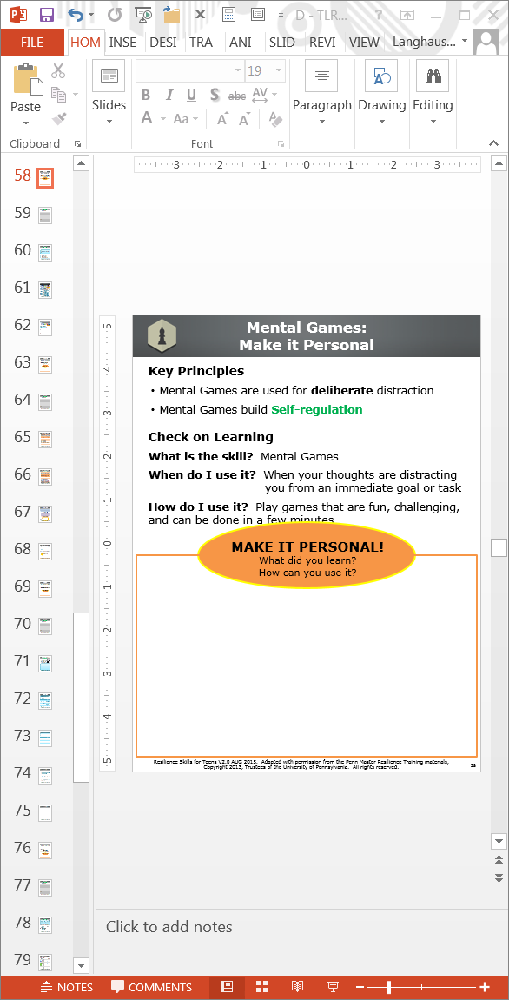 D - TLR...
?
FILE
HOM
INSE
DESI
TRA
ANI
SLID
REVI
VIEW
Langhaus...
Paste
Clipboard
Slides
19
B I U S abc AV
A Aa A A
Font
Paragraph
Drawing
Editing
3 2 1 0 1 2 3
58
59
60
61
62
63
64
65
66
67
68
69
70
71
72
73
74
75
76
77
78
79
5
4
3
2
1
0
1
2
3
4
5
Mental Games:
Make it Personal
Key Principles
• Mental Games are used for deliberate distraction
• Mental Games build Self-regulation
Check on Learning
What is the skill? Mental Games
When do I use it? When your thoughts are distracting
you from an immediate goal or task
How do I use it? Play games that are fun, challenging,
and can be done in a few minutes
MAKE IT PERSONAL!
What did you learn?
How can you use it?
Resilience Skills for Teens V2.0 AUG 2015. Adapted with permission from the Penn Master Resilience Training materials,
Copyright 2013, Trustees of the University of Pennsylvania. All rights reserved.
58
Click to add notes
NOTES
COMMENTS